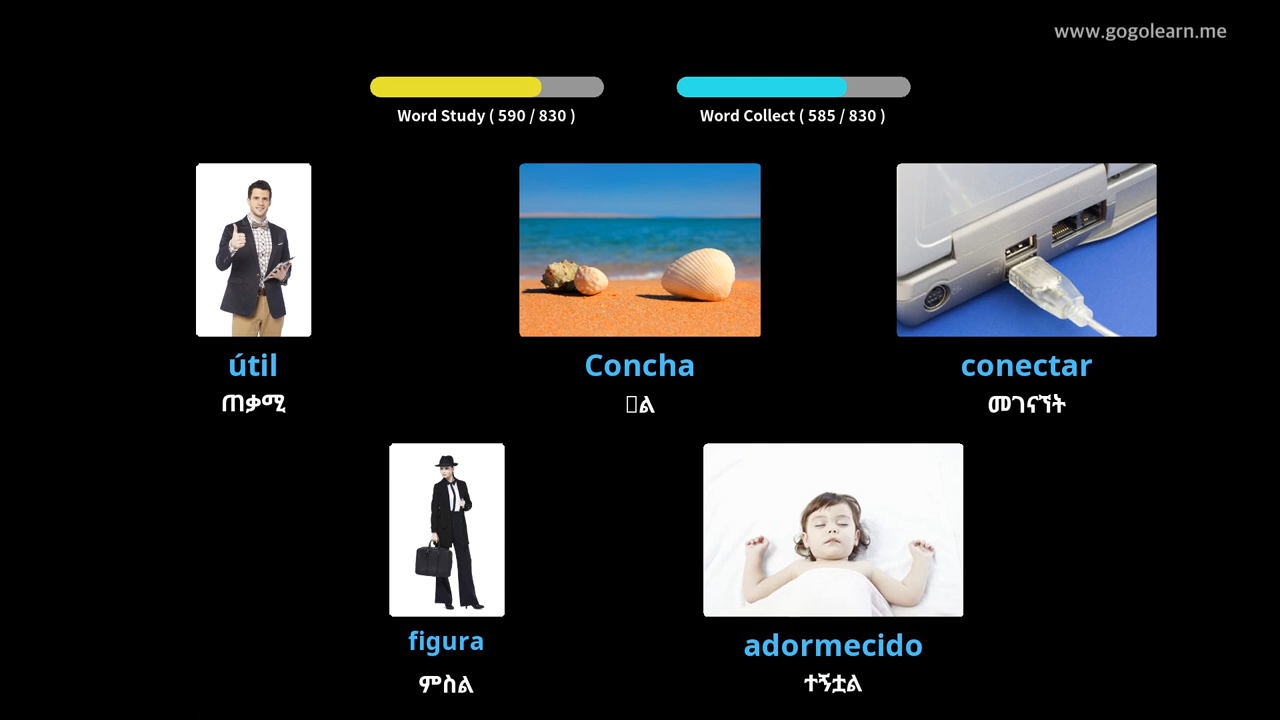 www.gogolearn.me
Word Study ( 590 / 830 )
Word Collect ( 585 / 830 )
útil
ጠቃሚ
Concha
conectar
መገናኘት
figura
ምስል
adormecido
ተኝቷል